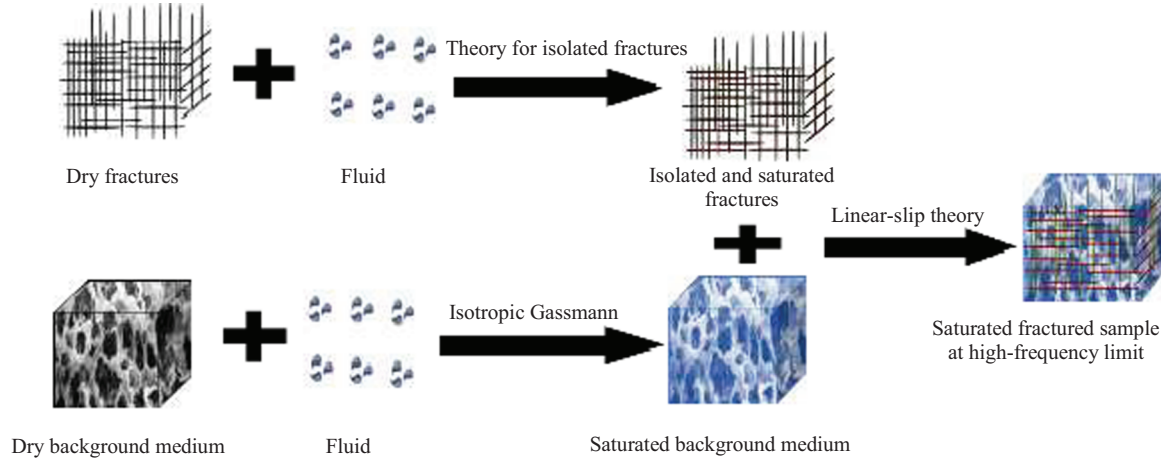 Theory for isolated fractures
Dry fractures
Fluid
Isolated and saturated
fractures
Linear-slip theory
Isotropic Gassmann
Saturated fractured sample
at high-frequency limit
Dry background medium
Fluid
Saturated background medium